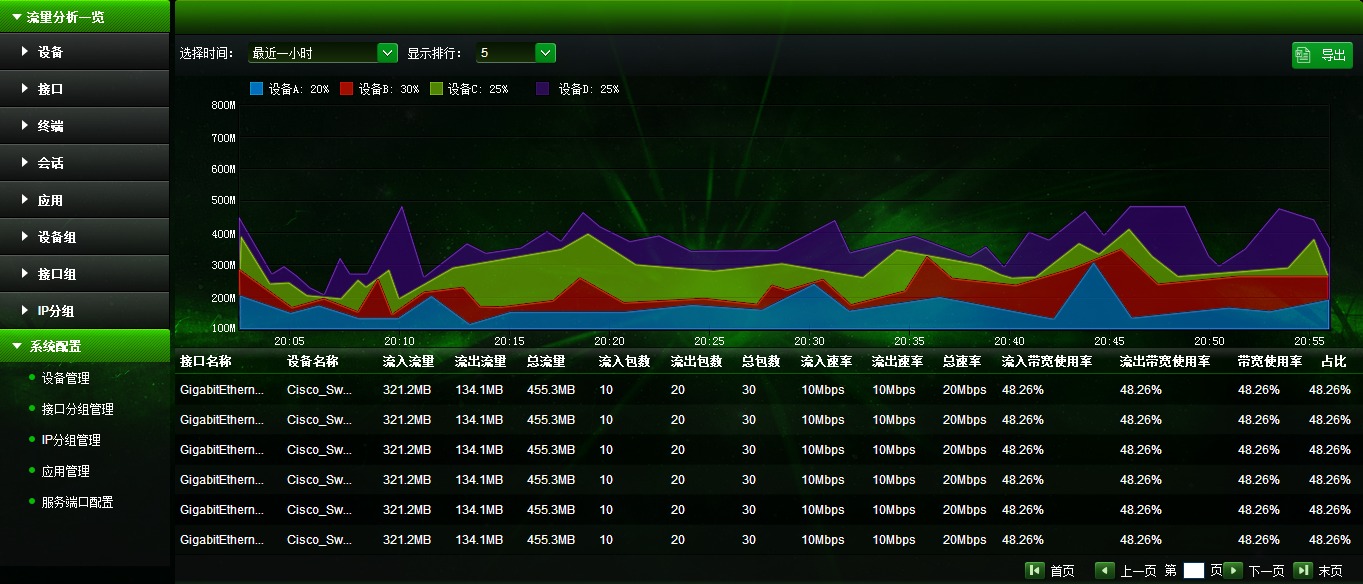 流量分析一览
设备
接口
终端
会话
应用
设备组
接口组
IP分组
系统配置
设备管理
接口分组管理
IP分组管理
应用管理
服务端口配置
选择时间： 最近一小时 显示排行： 5 导出
设备A: 20% 设备B: 30% 设备C: 25% 设备D: 25%
800M
700M
600M
500M
400M
300M
200M
100M
20:05 20:10 20:15 20:20 20:25 20:30 20:35 20:40 20:45 20:50 20:55
接口名称 设备名称 流入流量 流出流量 总流量 流入包数 流出包数 总包数 流入速率 流出速率 总速率 流入带宽使用率 流出带宽使用率 带宽使用率 占比
GigabitEthern... Cisco_Sw... 321.2MB 134.1MB 455.3MB 10 20 30 10Mbps 10Mbps 20Mbps 48.26% 48.26% 48.26% 48.26%
GigabitEthern... Cisco_Sw... 321.2MB 134.1MB 455.3MB 10 20 30 10Mbps 10Mbps 20Mbps 48.26% 48.26% 48.26% 48.26%
GigabitEthern... Cisco_Sw... 321.2MB 134.1MB 455.3MB 10 20 30 10Mbps 10Mbps 20Mbps 48.26% 48.26% 48.26% 48.26%
GigabitEthern... Cisco_Sw... 321.2MB 134.1MB 455.3MB 10 20 30 10Mbps 10Mbps 20Mbps 48.26% 48.26% 48.26% 48.26%
GigabitEthern... Cisco_Sw... 321.2MB 134.1MB 455.3MB 10 20 30 10Mbps 10Mbps 20Mbps 48.26% 48.26% 48.26% 48.26%
GigabitEthern... Cisco_Sw... 321.2MB 134.1MB 455.3MB 10 20 30 10Mbps 10Mbps 20Mbps 48.26% 48.26% 48.26% 48.26%
首页 上一页 第 页 下一页 末页